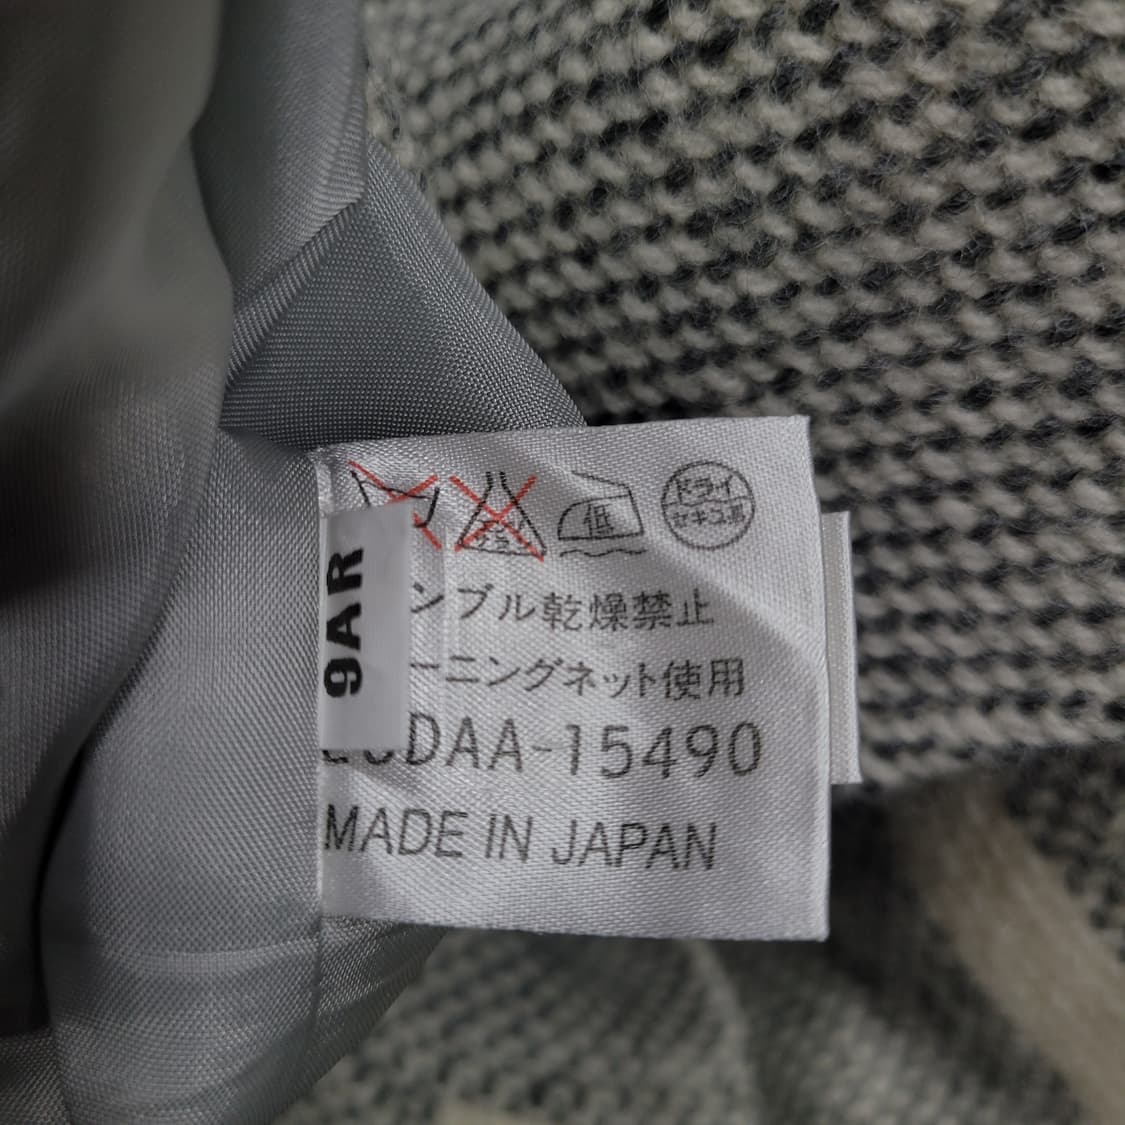 低
ドライ
セキユ系
9AR
ンブル乾燥禁止
ーニングネット使用
DAA-15490
MADE IN JAPAN